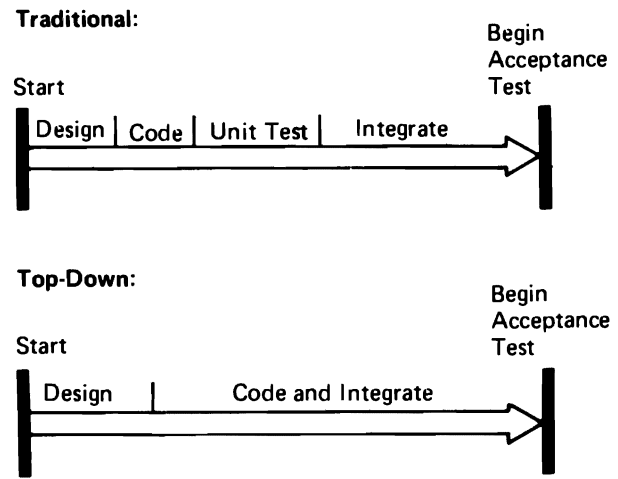 Traditional:
Begin
Acceptance
Test
Start
Design Code Unit Test Integrate
Top-Down:
Begin
Acceptance
Test
Start
Design Code and Integrate